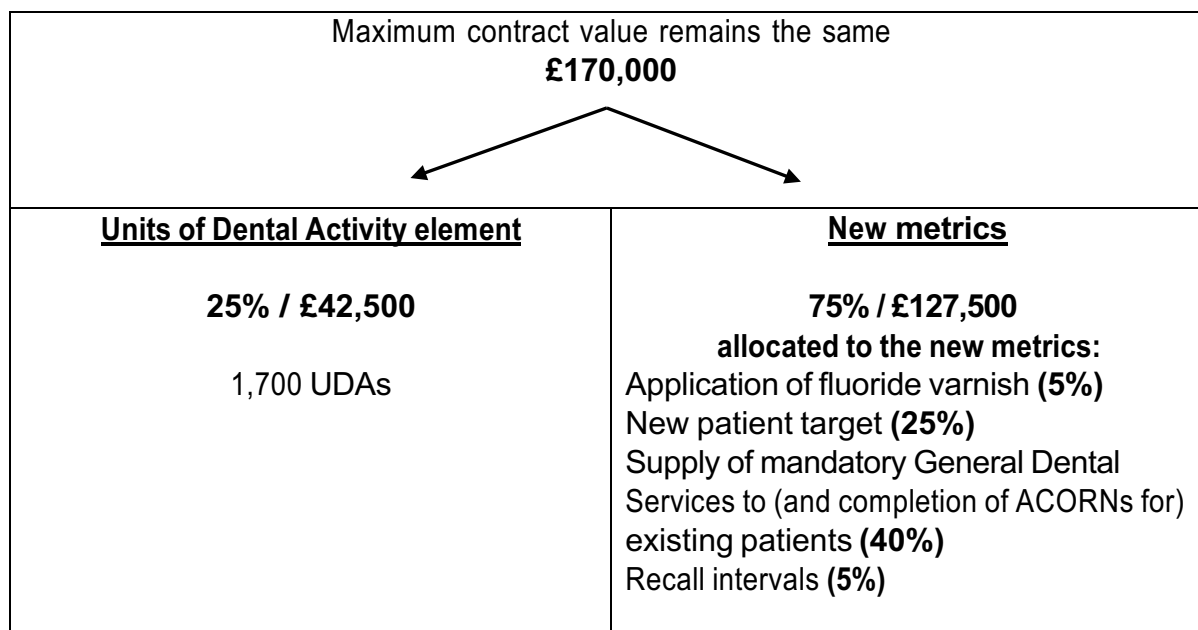 Maximum contract value remains the same
£170,000
Units of Dental Activity element
25% / £42,500
1,700 UDAs
New metrics
75% / £127,500
allocated to the new metrics:
Application of fluoride varnish (5%)
New patient target (25%)
Supply of mandatory General Dental
Services to (and completion of ACORNs for)
existing patients (40%)
Recall intervals (5%)